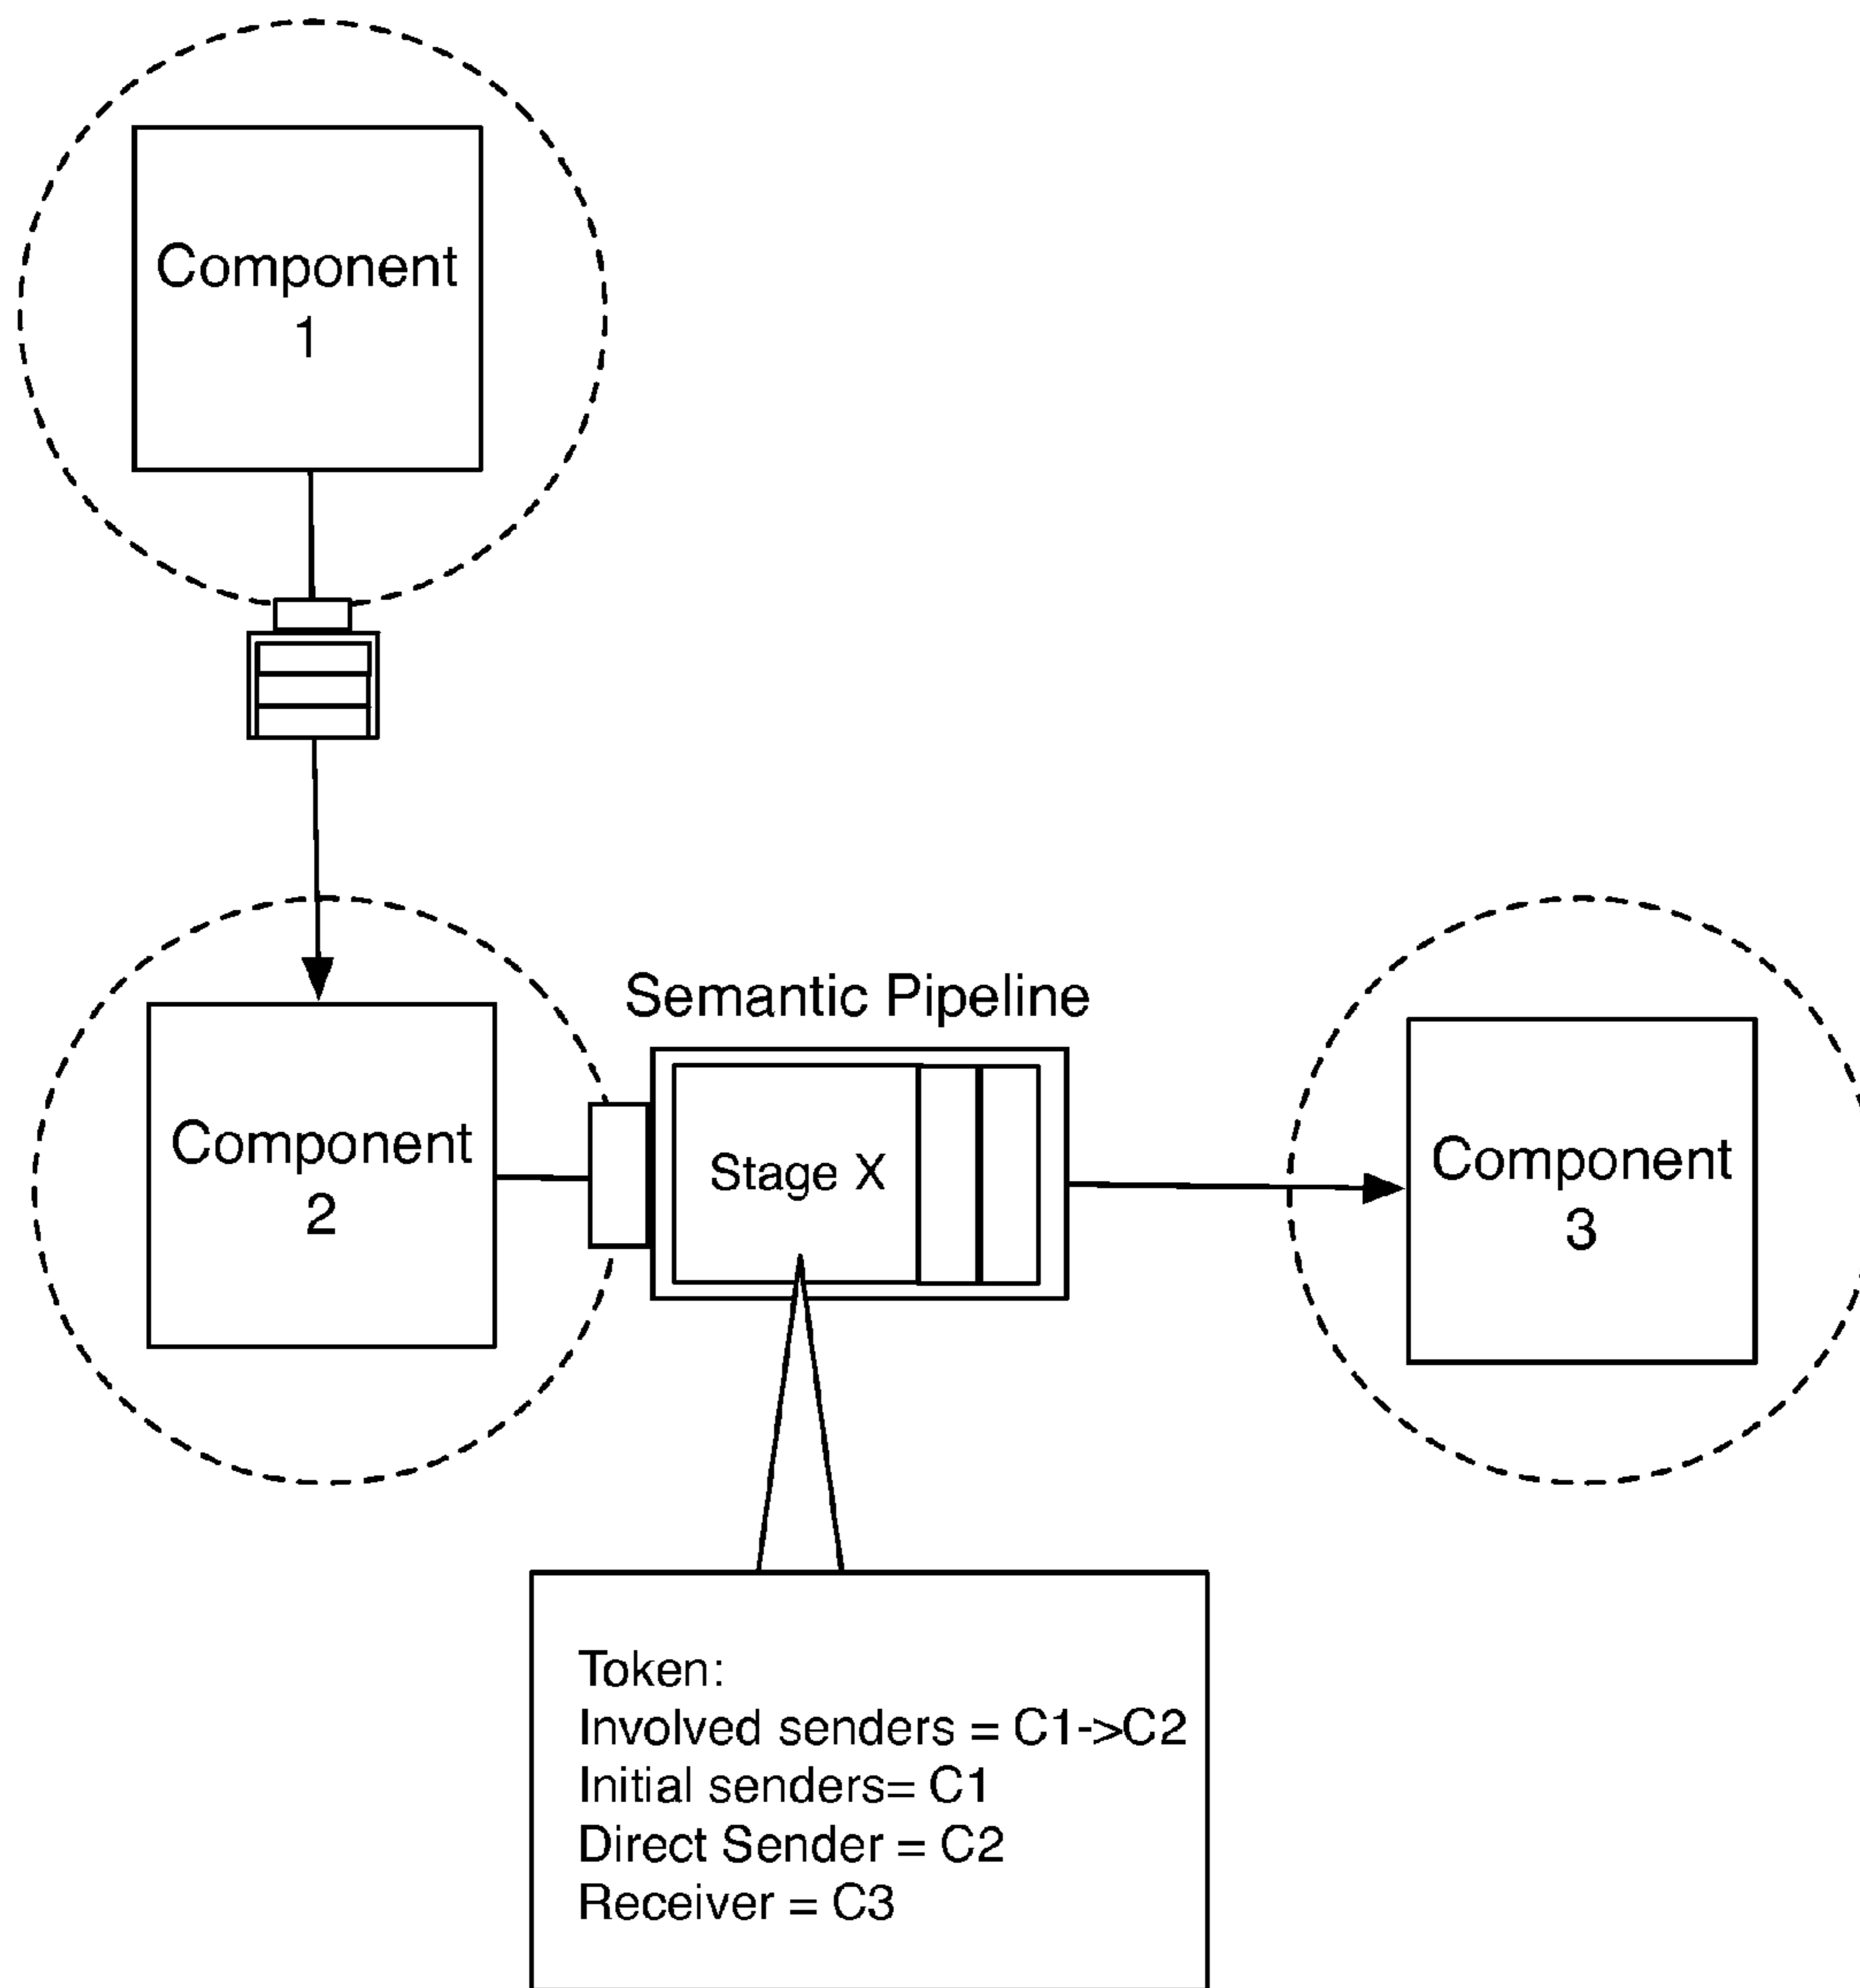 Component
1
Semantic Pipeline
Component
2
Stage X
Component
3
Token:
Involved senders = C1->C2
Initial senders= C1
Direct Sender = C2
Receiver = C3